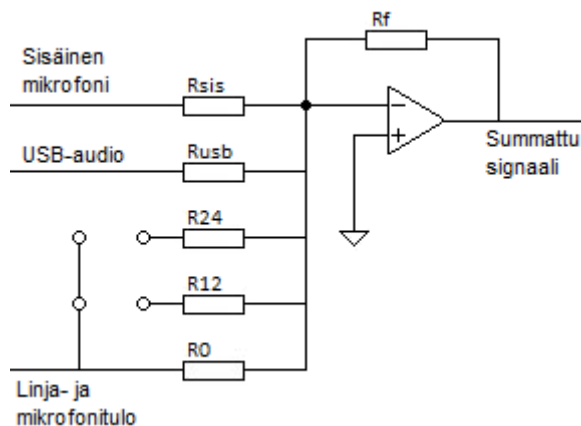 Rf
Sisäinen
mikrofoni
Rsis
−
+
USB-audio
Rusb
Summattu
signaali
R24
R12
R0
Linja- ja
mikrofonitulo